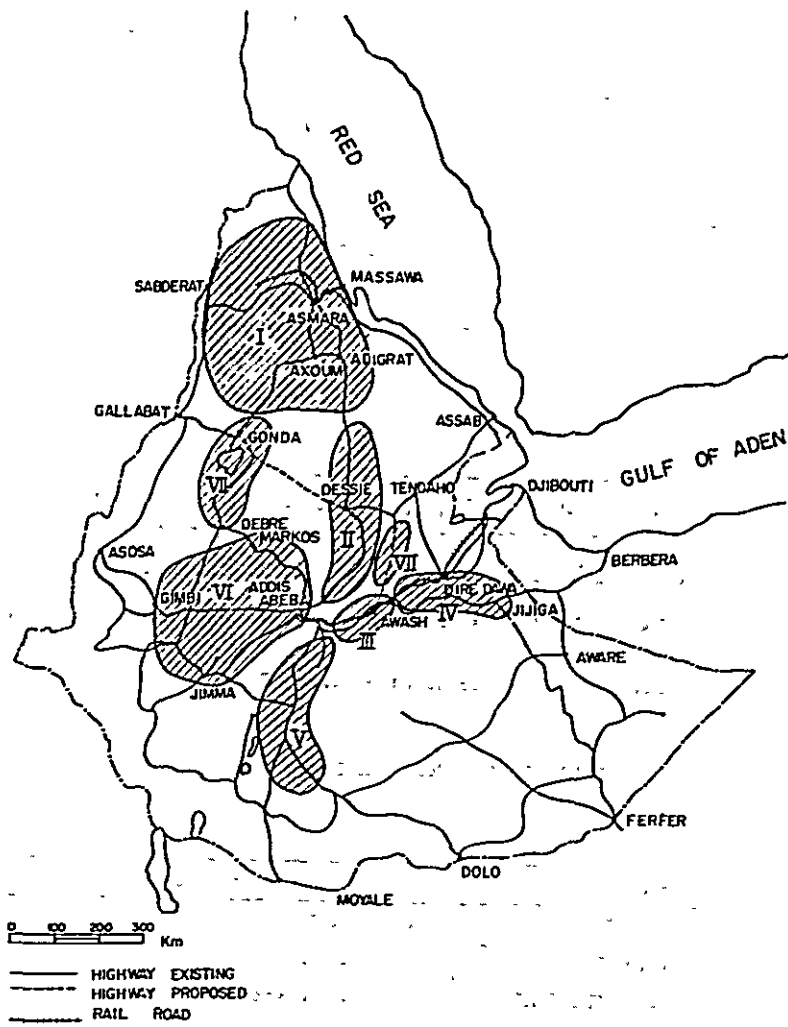 RED SEA
SABDERAT
MASSAWA
ASMARA
I
ADIGRAT
AXOUM
GALLABAT
ASSAB
GONDA
GULF OF ADEN
DESSIE
TENDAHO
DJIBOUTI
VII
DEBRE
MARKOS
II
ASOSA
VII
BERBERA
GIMBI
VI
ADDIS
ABEB
DIRE DAWA
IV
JIJIGA
AWASH
III
AWARE
JIMMA
V
FERFER
DOLO
MOYALE
0 100 200 300
Km
HIGHWAY EXISTING
HIGHWAY PROPOSED
RAIL ROAD